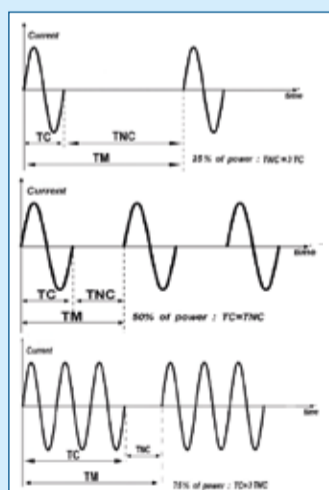 Current
time
TC TNC
TM
25% of power : TNC=3TC
Current
time
TC TNC
TM
50% of power : TC=TNC
Current
time
TC TNC
TM
75% of power : TC=3TNC